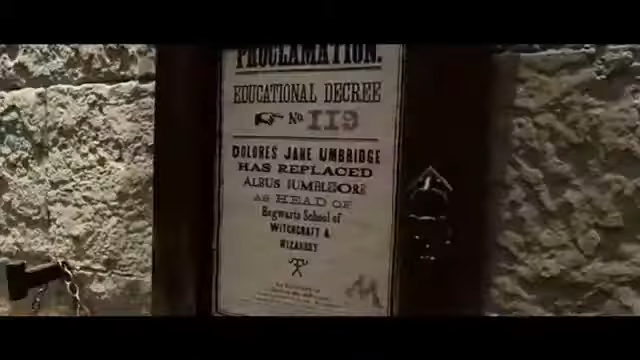 PROCLAMATION.
EDUCATIONAL DECREE
No. 119
DOLORES JANE UMBRIDGE
HAS REPLACED
ALBUS DUMBLEDORE
AS HEAD OF
Hogwarts School of
WITCHCRAFT &
WIZARDRY